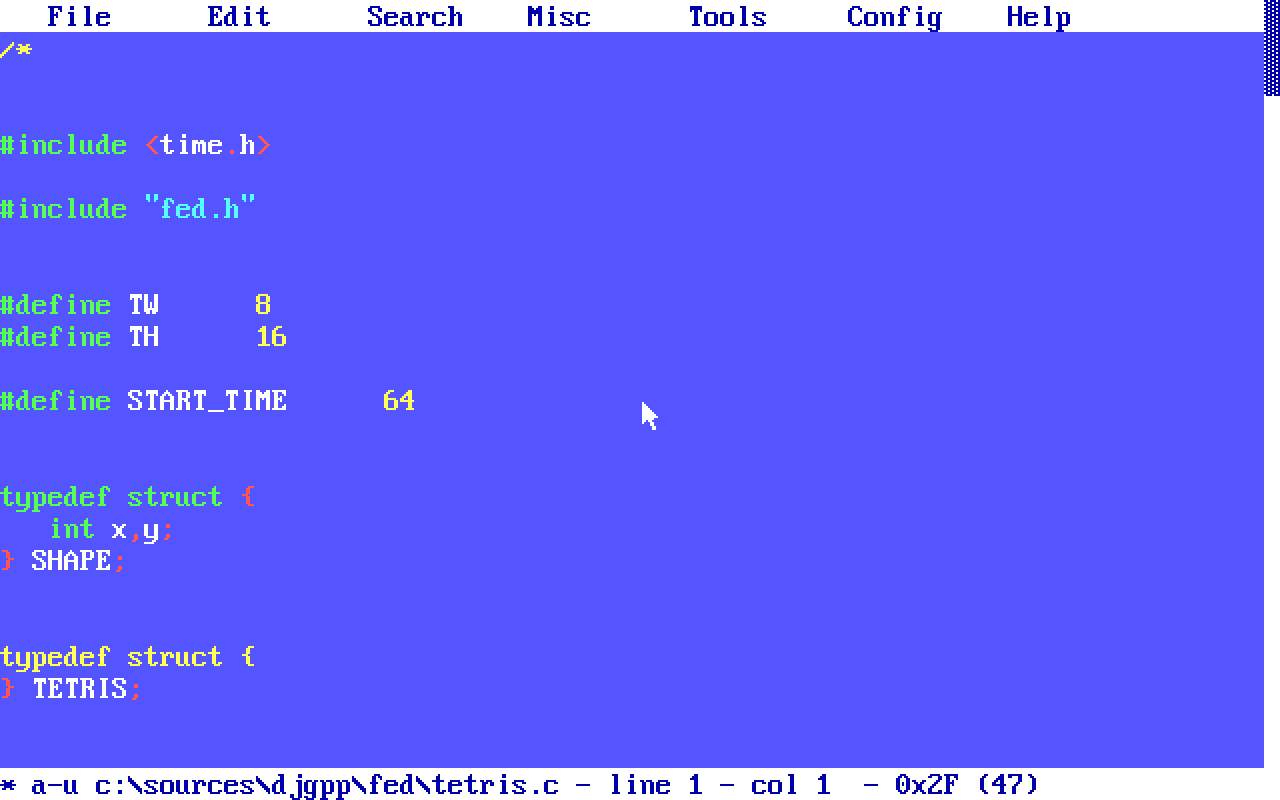 File Edit Search Misc Tools Config Help
/*
#include <time.h>
#include "fed.h"
#define TW      8
#define TH      16
#define START_TIME      64
typedef struct {
   int x,y;
} SHAPE;
typedef struct {
} TETRIS;
* a-u c:\sources\djgpp\fed\tetris.c - line 1 - col 1  - 0x2F (47)